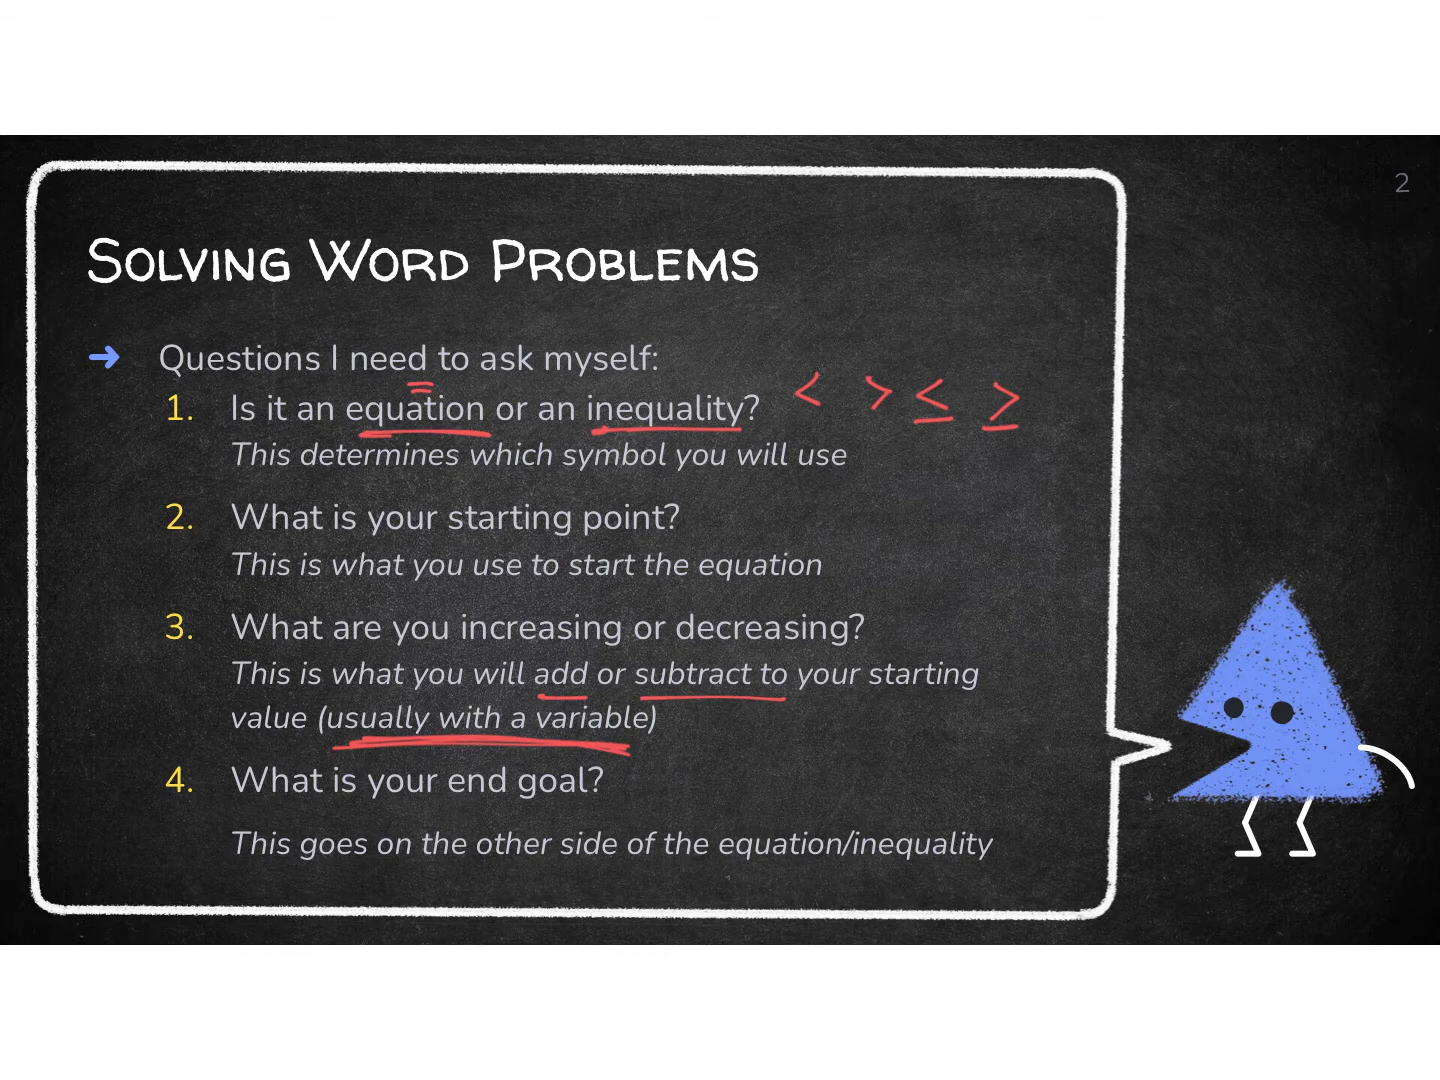 2
Solving Word Problems
➜ Questions I need to ask myself:
=
1. Is it an equation or an inequality? < > ≤ ≥
This determines which symbol you will use
2. What is your starting point?
This is what you use to start the equation
3. What are you increasing or decreasing?
This is what you will add or subtract to your starting
value (usually with a variable)
4. What is your end goal?
This goes on the other side of the equation/inequality